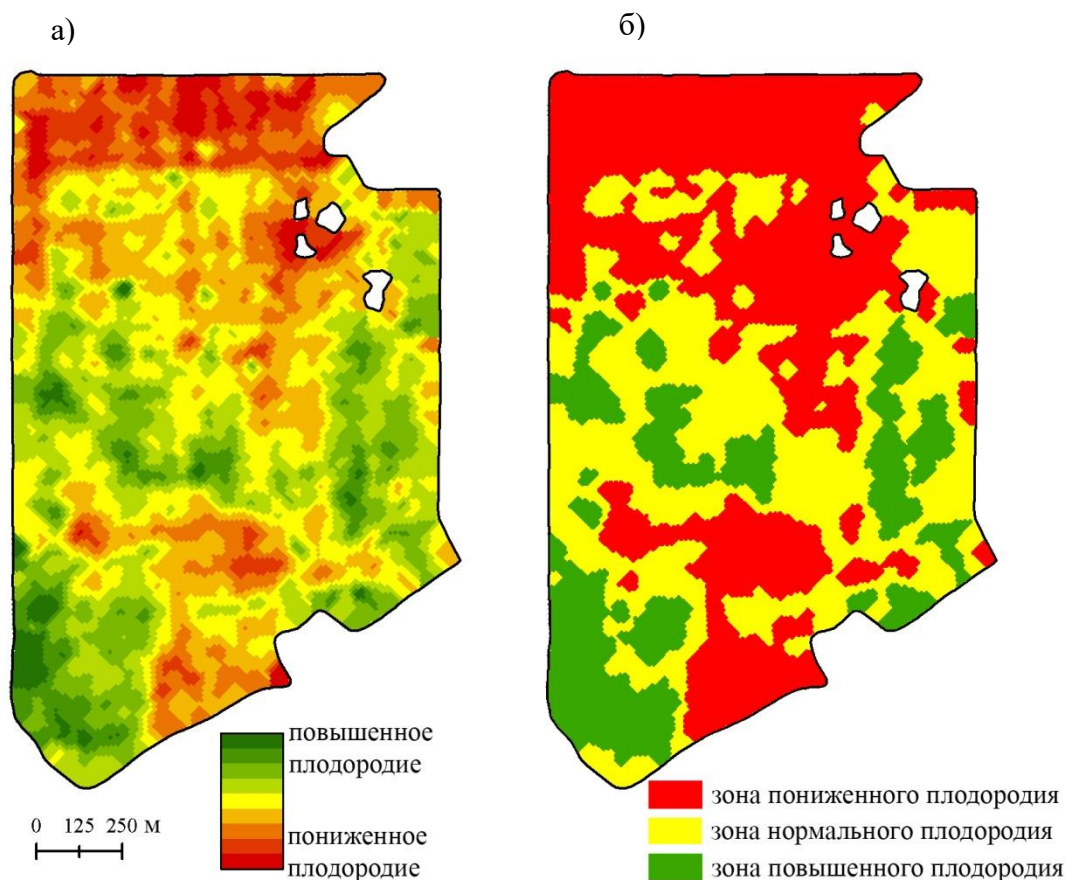 а)
б)
повышенное
плодородие
пониженное
плодородие
0 125 250 м
зона пониженного плодородия
зона нормального плодородия
зона повышенного плодородия